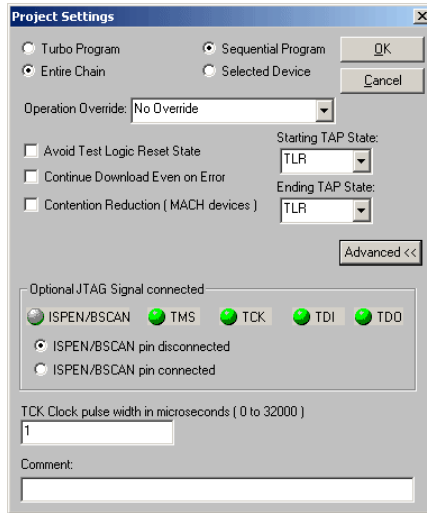 Project Settings
Turbo Program
Sequential Program
OK
Entire Chain
Selected Device
Cancel
Operation Override: No Override
Avoid Test Logic Reset State
Starting TAP State:
TLR
Continue Download Even on Error
Ending TAP State:
TLR
Contention Reduction ( MACH devices )
Advanced <<
Optional JTAG Signal connected
ISPEN/BSCAN TMS TCK TDI TDO
ISPEN/BSCAN pin disconnected
ISPEN/BSCAN pin connected
TCK Clock pulse width in microseconds ( 0 to 32000 )
1
Comment: